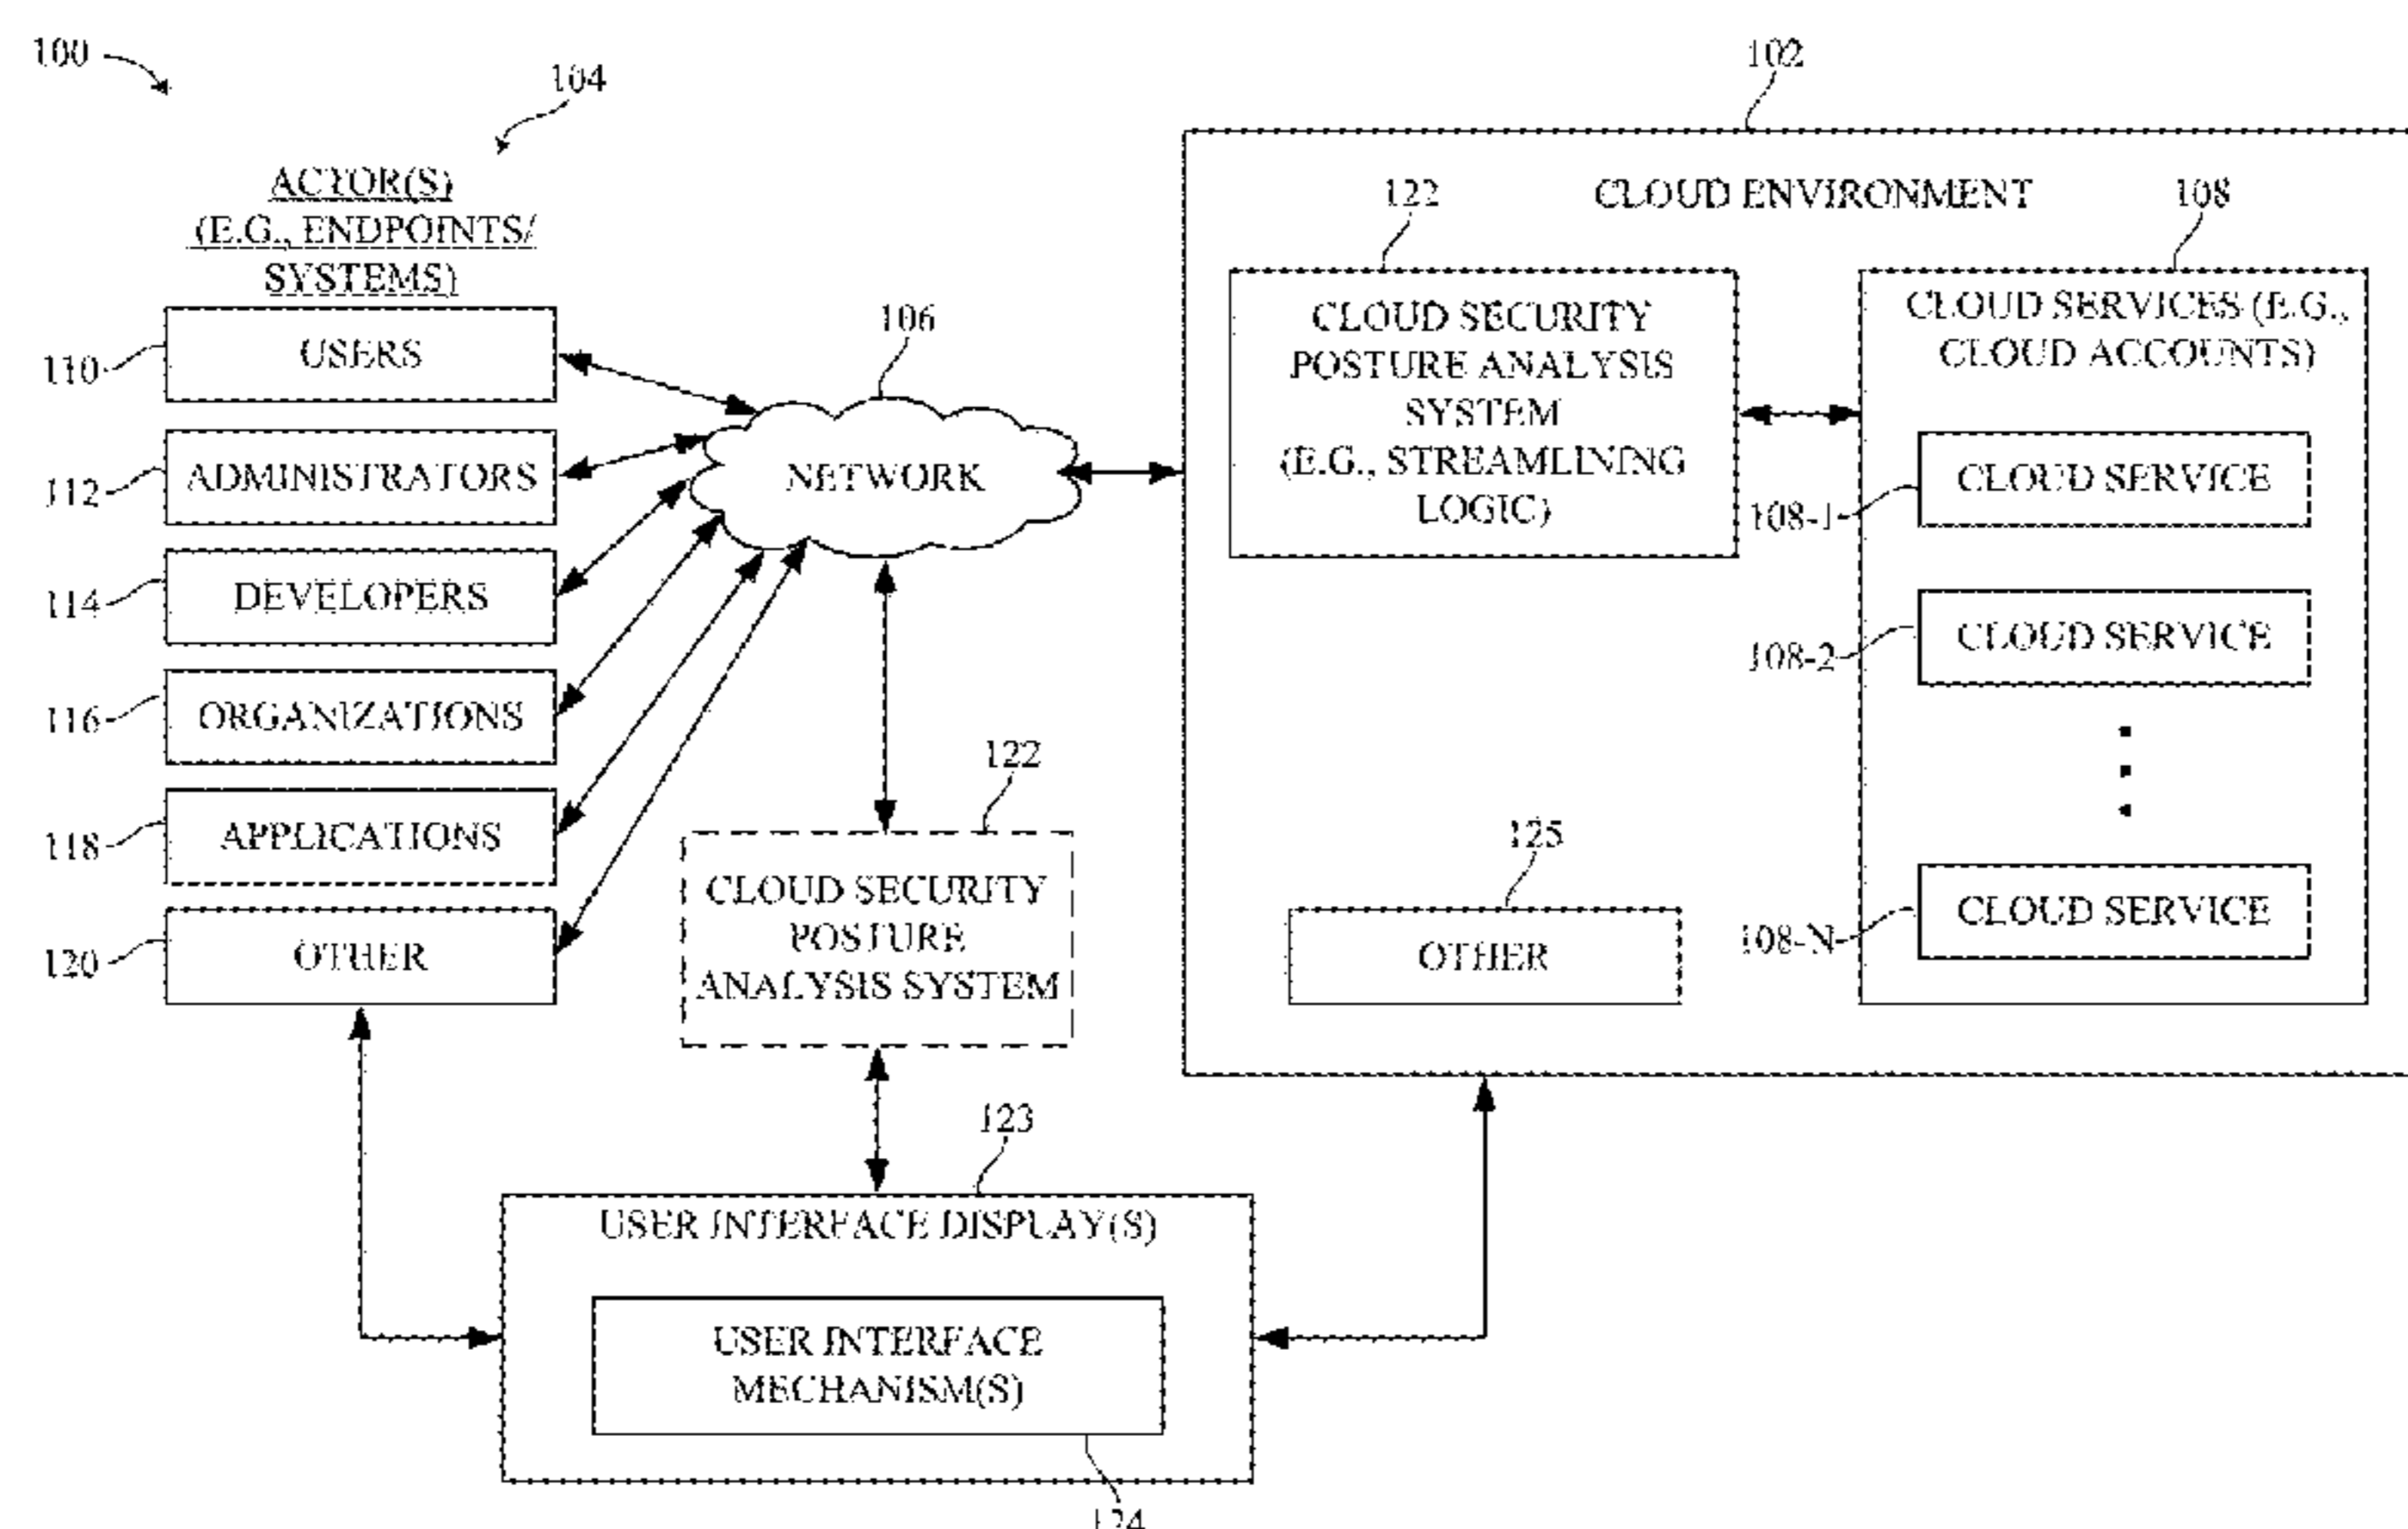 100
104
ACTOR(S)
(E.G., ENDPOINTS/
SYSTEMS)
110
USERS
112
ADMINISTRATORS
114
DEVELOPERS
116
ORGANIZATIONS
118
APPLICATIONS
120
OTHER
106
NETWORK
122
CLOUD SECURITY
POSTURE
ANALYSIS SYSTEM
102
CLOUD ENVIRONMENT
122
CLOUD SECURITY
POSTURE ANALYSIS
SYSTEM
(E.G., STREAMLINING
LOGIC)
108
CLOUD SERVICES (E.G.,
CLOUD ACCOUNTS)
108-1
CLOUD SERVICE
108-2
CLOUD SERVICE
108-N
CLOUD SERVICE
125
OTHER
123
USER INTERFACE DISPLAY(S)
USER INTERFACE
MECHANISM(S)
124